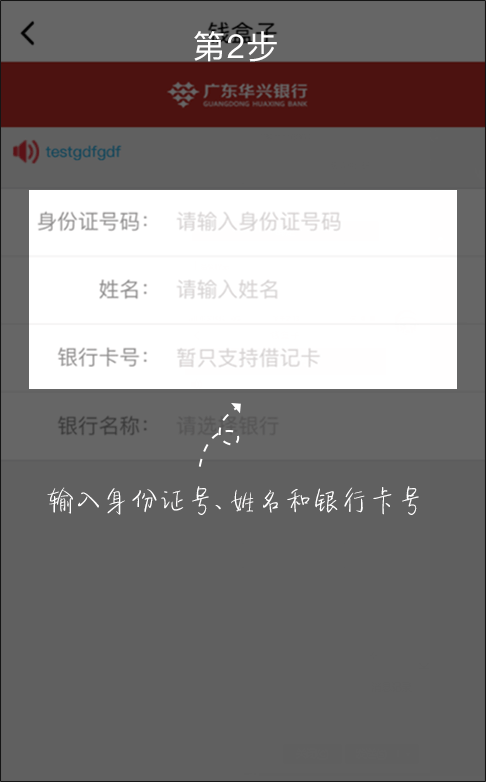 钱盒子
第2步
广东华兴银行
GUANGDONG HUAXING BANK
testgdfgdf
身份证号码： 请输入身份证号码
姓名： 请输入姓名
银行卡号： 暂只支持借记卡
银行名称： 请选择银行
输入身份证号、姓名和银行卡号